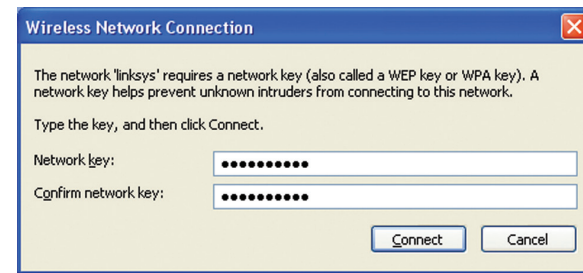 Wireless Network Connection
The network 'linksys' requires a network key (also called a WEP key or WPA key). A
network key helps prevent unknown intruders from connecting to this network.
Type the key, and then click Connect.
Network key: ●●●●●●●●●●
Confirm network key: ●●●●●●●●●●
Connect Cancel